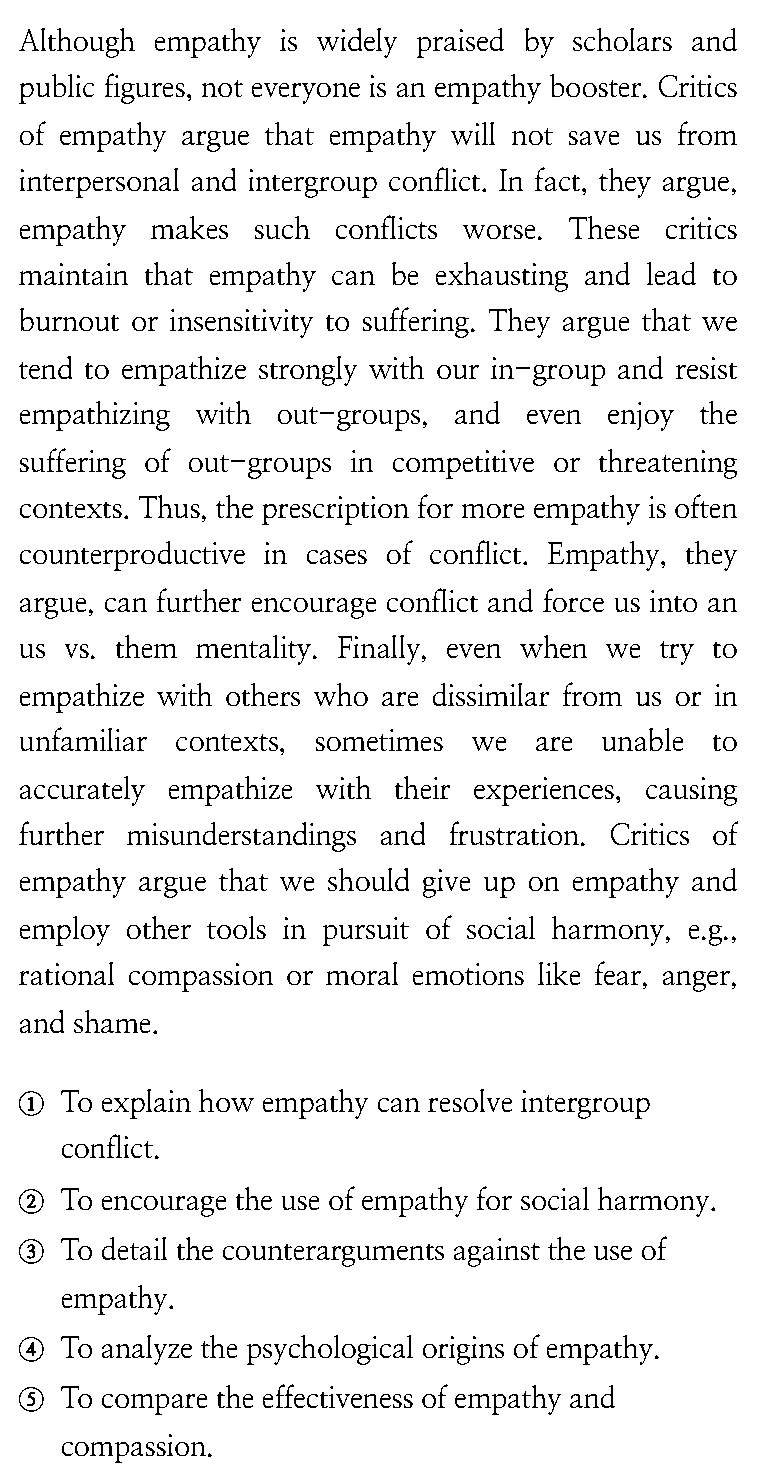 Although empathy is widely praised by scholars and
public figures, not everyone is an empathy booster. Critics
of empathy argue that empathy will not save us from
interpersonal and intergroup conflict. In fact, they argue,
empathy makes such conflicts worse. These critics
maintain that empathy can be exhausting and lead to
burnout or insensitivity to suffering. They argue that we
tend to empathize strongly with our in-group and resist
empathizing with out-groups, and even enjoy the
suffering of out-groups in competitive or threatening
contexts. Thus, the prescription for more empathy is often
counterproductive in cases of conflict. Empathy, they
argue, can further encourage conflict and force us into an
us vs. them mentality. Finally, even when we try to
empathize with others who are dissimilar from us or in
unfamiliar contexts, sometimes we are unable to
accurately empathize with their experiences, causing
further misunderstandings and frustration. Critics of
empathy argue that we should give up on empathy and
employ other tools in pursuit of social harmony, e.g.,
rational compassion or moral emotions like fear, anger,
and shame.
① To explain how empathy can resolve intergroup
conflict.
② To encourage the use of empathy for social harmony.
③ To detail the counterarguments against the use of
empathy.
④ To analyze the psychological origins of empathy.
⑤ To compare the effectiveness of empathy and
compassion.